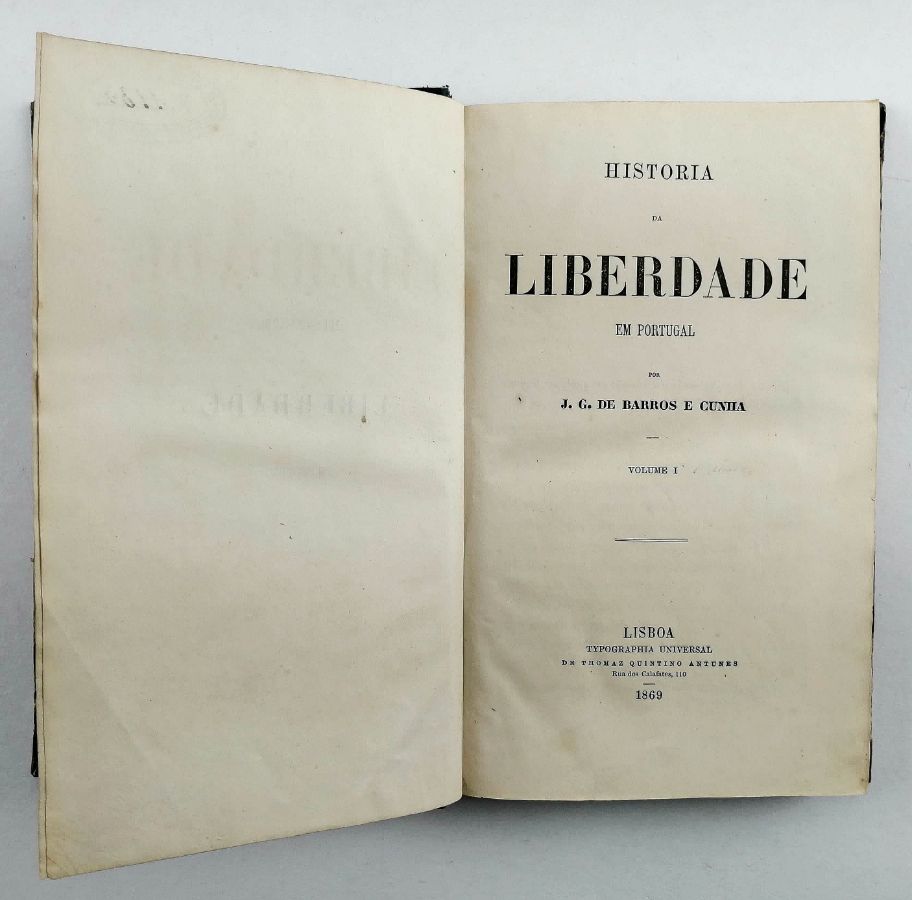 HISTORIA
DA
LIBERDADE
EM PORTUGAL
POR
J. G. DE BARROS E CUNHA
VOLUME I
LISBOA
TYPOGRAPHIA UNIVERSAL
DE THOMAZ QUINTINO ANTUNES
Rua dos Calafates, 110
1869